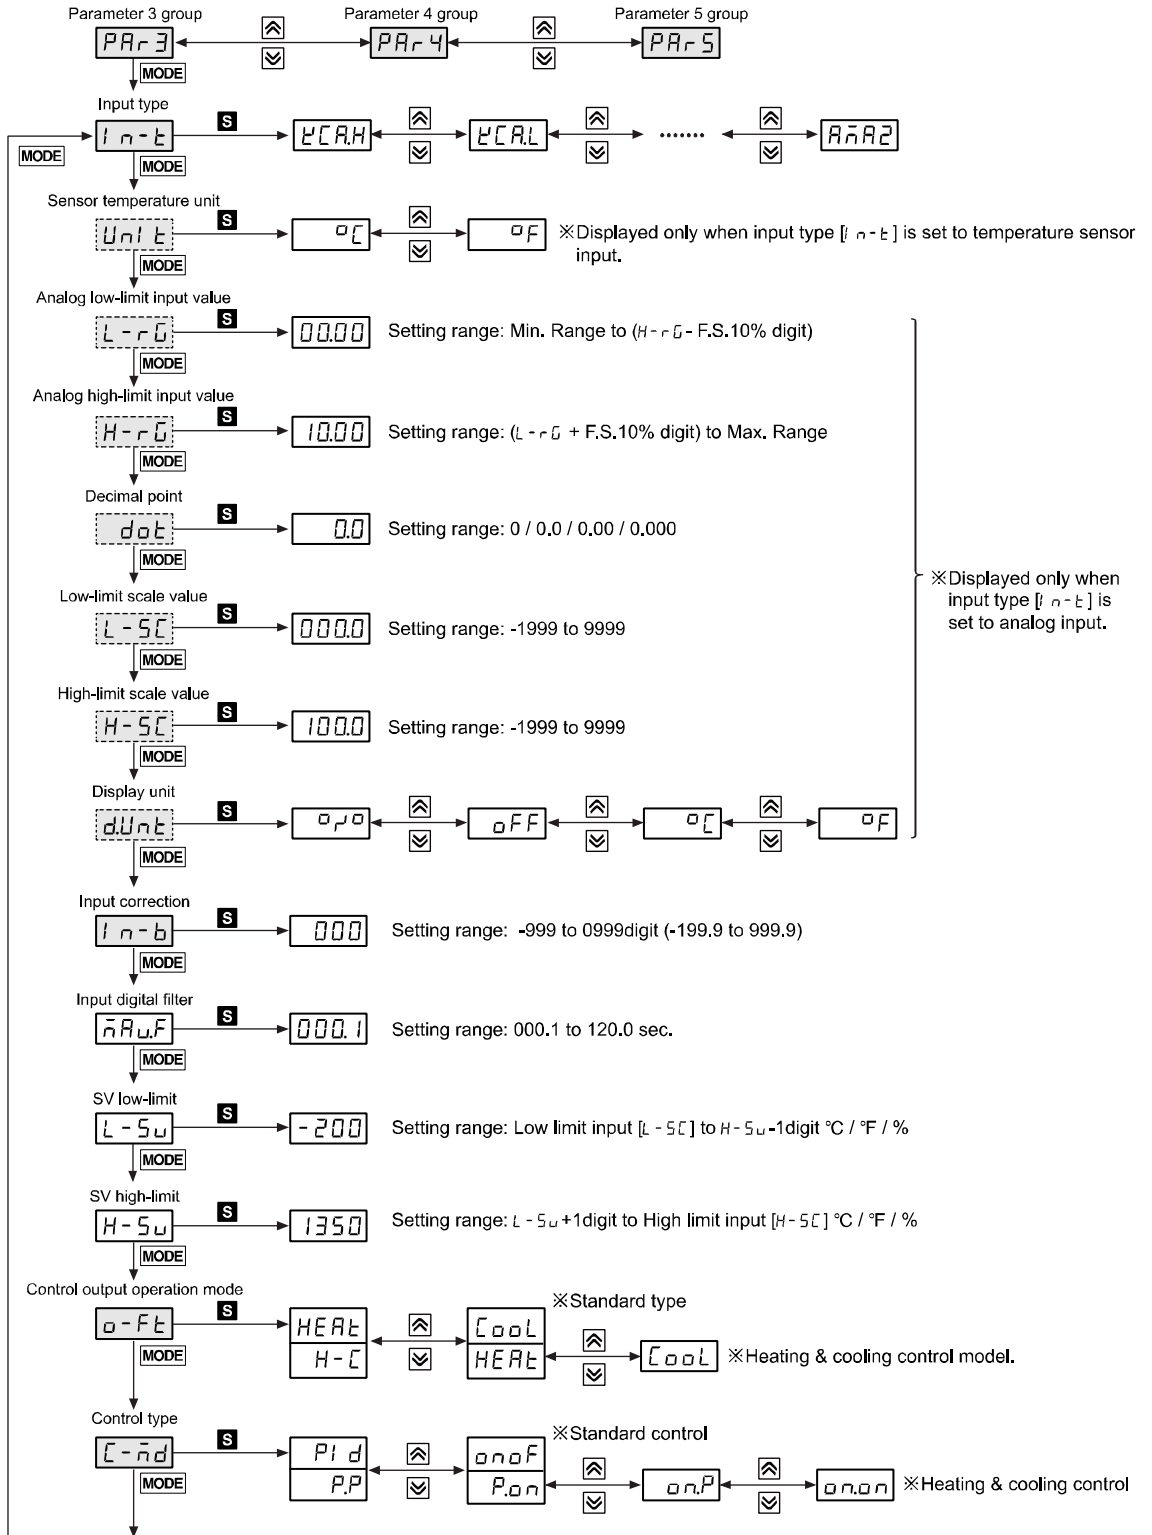 Parameter 3 group Parameter 4 group Parameter 5 group
PAr3 PAr4 PAr5
MODE
Input type
In-t S KCA.H KCA.L ······· AMA2
MODE
MODE
Sensor temperature unit
UnIt S °C °F ※Displayed only when input type [In-t] is set to temperature sensor
input.
MODE
Analog low-limit input value
L-rG S 00.00 Setting range: Min. Range to (H-rG- F.S.10% digit)
MODE
Analog high-limit input value
H-rG S 10.00 Setting range: (L-rG + F.S.10% digit) to Max. Range
MODE
Decimal point
dot S 0.0 Setting range: 0 / 0.0 / 0.00 / 0.000
MODE
※Displayed only when
input type [In-t] is
set to analog input.
Low-limit scale value
L-SC S 000.0 Setting range: -1999 to 9999
MODE
High-limit scale value
H-SC S 100.0 Setting range: -1999 to 9999
MODE
Display unit
d.Unt S % oFF °C °F
MODE
Input correction
In-b S 000 Setting range: -999 to 0999digit (-199.9 to 999.9)
MODE
Input digital filter
MAv.F S 000.1 Setting range: 000.1 to 120.0 sec.
MODE
SV low-limit
L-Sv S -200 Setting range: Low limit input [L-SC] to H-Sv-1digit °C / °F / %
MODE
SV high-limit
H-Sv S 1350 Setting range: L-Sv+1digit to High limit input [H-SC] °C / °F / %
MODE
Control output operation mode
※Standard type
o-Ft S HEAt CooL
H-C HEAt CooL ※Heating & cooling control model.
MODE
Control type
※Standard control
C-Md S PId onoF
P.P P.on on.P on.on ※Heating & cooling control
MODE